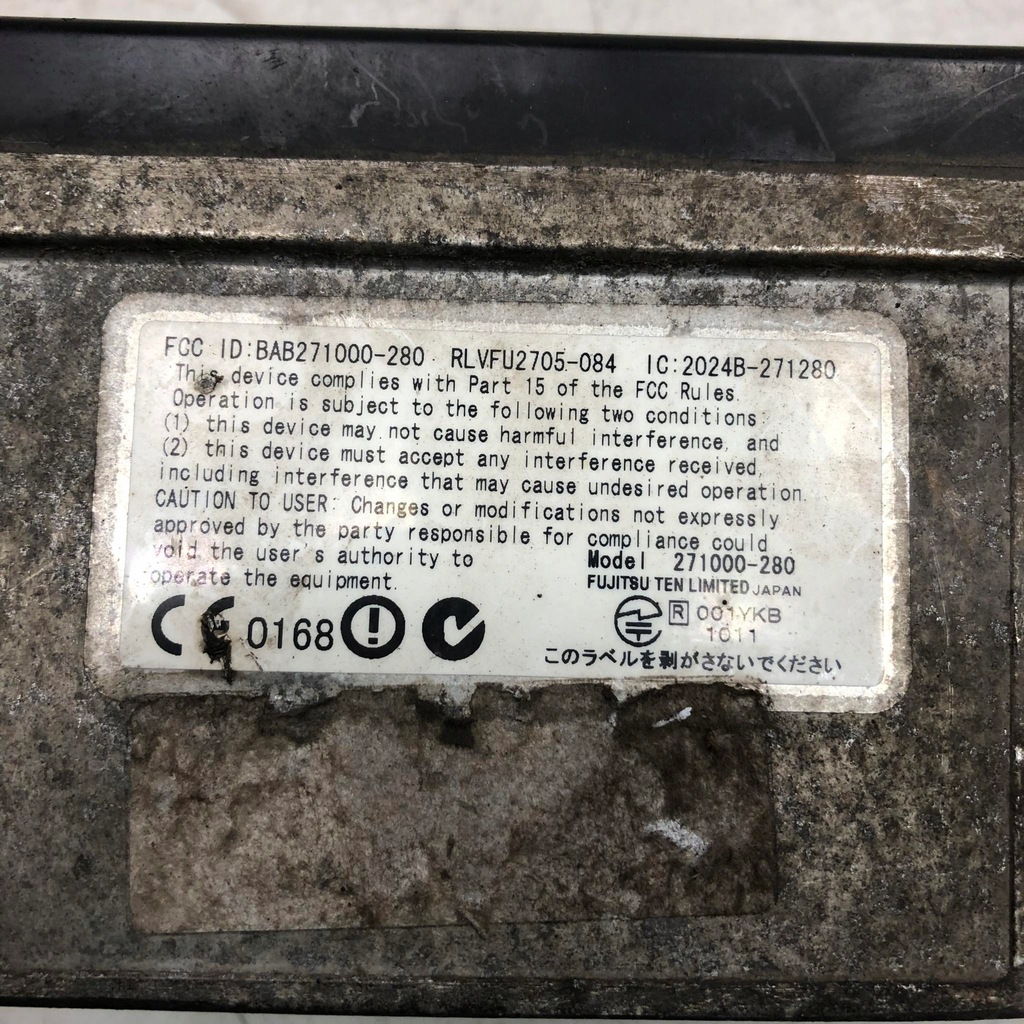 FCC ID:BAB271000-280 RLVFU2705-084 IC:2024B-271280
This device complies with Part 15 of the FCC Rules.
Operation is subject to the following two conditions:
(1) this device may not cause harmful interference, and
(2) this device must accept any interference received,
including interference that may cause undesired operation.
CAUTION TO USER: Changes or modifications not expressly
approved by the party responsible for compliance could
void the user's authority to
operate the equipment.
Model 271000-280
FUJITSU TEN LIMITED JAPAN
CE 0168
R 001YKB
1011
このラベルを剥がさないでください